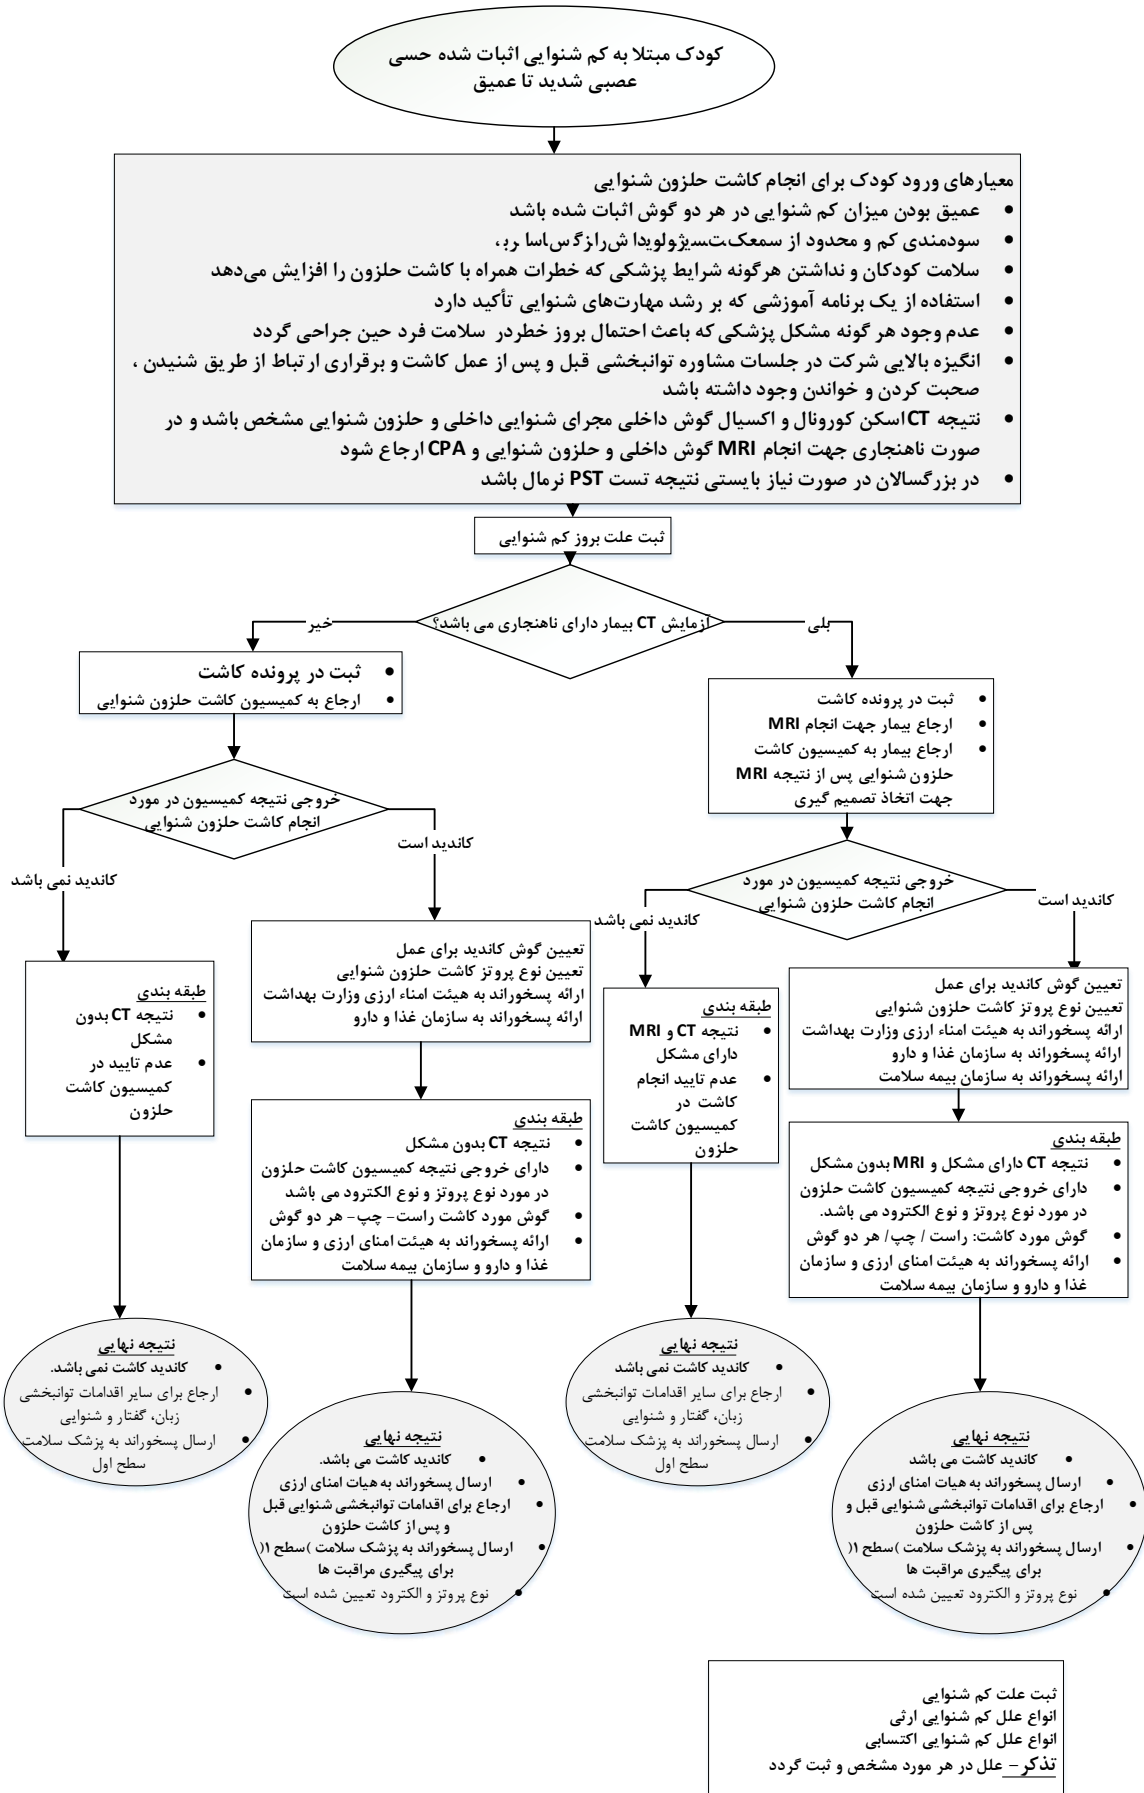 کودک مبتلا به کم شنوایی اثبات شده حسی
عصبی شدید تا عمیق
معیارهای ورود کودک برای انجام کاشت حلزون شنوایی
• عمیق بودن میزان کم شنوایی در هر دو گوش اثبات شده باشد
• سودمندی کم و محدود از سمعک
• سلامت کودکان و نداشتن هرگونه شرایط پزشکی که خطرات همراه با کاشت حلزون را افزایش می‌دهد
• استفاده از یک برنامه آموزشی که بر رشد مهارت‌های شنوایی تأکید دارد
• عدم وجود هر گونه مشکل پزشکی که باعث احتمال بروز خطردر سلامت فرد حین جراحی گردد
• انگیزه بالایی شرکت در جلسات مشاوره توانبخشی قبل و پس از عمل کاشت و برقراری ارتباط از طریق شنیدن ،
صحبت کردن و خواندن وجود داشته باشد
• نتیجه CT اسکن کورونال و اکسیال گوش داخلی مجرای شنوایی داخلی و حلزون شنوایی مشخص باشد و در
صورت ناهنجاری جهت انجام MRI گوش داخلی و حلزون شنوایی و CPA ارجاع شود
• در بزرگسالان در صورت نیاز بایستی نتیجه تست PST نرمال باشد
ثبت علت بروز کم شنوایی
آزمایش CT بیمار دارای ناهنجاری می باشد؟
بلی
خیر
• ثبت در پرونده کاشت
• ارجاع بیمار جهت انجام MRI
• ارجاع بیمار به کمیسیون کاشت
حلزون شنوایی پس از نتیجه MRI
جهت اتخاذ تصمیم گیری
• ثبت در پرونده کاشت
• ارجاع به کمیسیون کاشت حلزون شنوایی
خروجی نتیجه کمیسیون در مورد
انجام کاشت حلزون شنوایی
کاندید است
کاندید نمی باشد
خروجی نتیجه کمیسیون در مورد
انجام کاشت حلزون شنوایی
کاندید است
کاندید نمی باشد
تعیین گوش کاندید برای عمل
تعیین نوع پروتز کاشت حلزون شنوایی
ارائه پسخوراند به هیئت امناء ارزی وزارت بهداشت
ارائه پسخوراند به سازمان غذا و دارو
ارائه پسخوراند به سازمان بیمه سلامت
طبقه بندی
• نتیجه CT و MRI
دارای مشکل
• عدم تایید انجام
کاشت در
کمیسیون کاشت
حلزون
تعیین گوش کاندید برای عمل
تعیین نوع پروتز کاشت حلزون شنوایی
ارائه پسخوراند به هیئت امناء ارزی وزارت بهداشت
ارائه پسخوراند به سازمان غذا و دارو
طبقه بندی
• نتیجه CT بدون
مشکل
• عدم تایید در
کمیسیون کاشت
حلزون
طبقه بندی
• نتیجه CT دارای مشکل و MRI بدون مشکل
• دارای خروجی نتیجه کمیسیون کاشت حلزون
در مورد نوع پروتز و نوع الکترود می باشد.
• گوش مورد کاشت: راست / چپ/ هر دو گوش
• ارائه پسخوراند به هیئت امنای ارزی و سازمان
غذا و دارو و سازمان بیمه سلامت
طبقه بندی
• نتیجه CT بدون مشکل
• دارای خروجی نتیجه کمیسیون کاشت حلزون
در مورد نوع پروتز و نوع الکترود می باشد
• گوش مورد کاشت راست- چپ- هر دو گوش
• ارائه پسخوراند به هیئت امنای ارزی و سازمان
غذا و دارو و سازمان بیمه سلامت
نتیجه نهایی
• کاندید کاشت می باشد
• ارسال پسخوراند به هیات امنای ارزی
• ارجاع برای اقدامات توانبخشی شنوایی قبل و
پس از کاشت حلزون
• ارسال پسخوراند به پزشک سلامت )سطح ۱(
برای پیگیری مراقبت ها
• نوع پروتز و الکترود تعیین شده است
نتیجه نهایی
• کاندید کاشت نمی باشد
• ارجاع برای سایر اقدامات توانبخشی
زبان، گفتار و شنوایی
• ارسال پسخوراند به پزشک سلامت
سطح اول
نتیجه نهایی
• کاندید کاشت می باشد.
• ارسال پسخوراند به هیات امنای ارزی
• ارجاع برای اقدامات توانبخشی شنوایی قبل
و پس از کاشت حلزون
• ارسال پسخوراند به پزشک سلامت )سطح ۱(
برای پیگیری مراقبت ها
• نوع پروتز و الکترود تعیین شده است
نتیجه نهایی
• کاندید کاشت نمی باشد.
• ارجاع برای سایر اقدامات توانبخشی
زبان، گفتار و شنوایی
• ارسال پسخوراند به پزشک سلامت
سطح اول
ثبت علت کم شنوایی
انواع علل کم شنوایی ارثی
انواع علل کم شنوایی اکتسابی
تذکر – علل در هر مورد مشخص و ثبت گردد